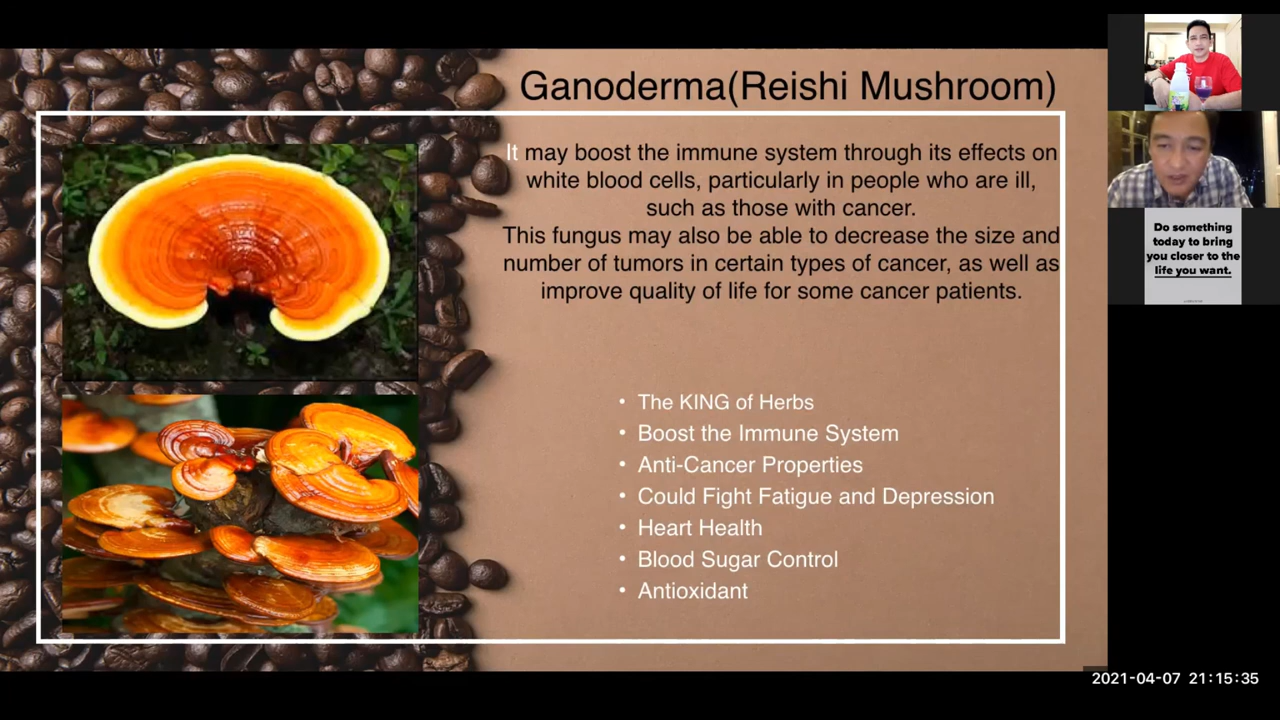 Ganoderma(Reishi Mushroom)
It may boost the immune system through its effects on
white blood cells, particularly in people who are ill,
such as those with cancer.
This fungus may also be able to decrease the size and
number of tumors in certain types of cancer, as well as
improve quality of life for some cancer patients.
• The KING of Herbs
• Boost the Immune System
• Anti-Cancer Properties
• Could Fight Fatigue and Depression
• Heart Health
• Blood Sugar Control
• Antioxidant
Do something
today to bring
you closer to the
life you want.
2021-04-07 21:15:35